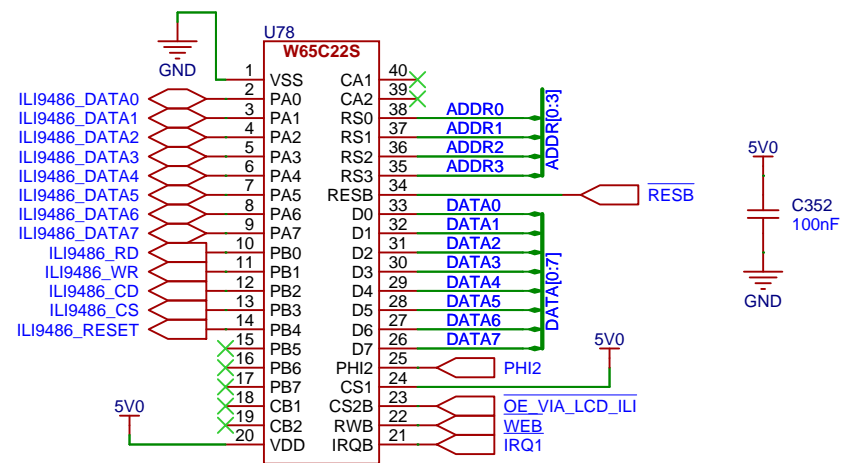 U78
W65C22S
GND
1 VSS CA1 40
ILI9486_DATA0 2 PA0 CA2 39
ILI9486_DATA1 3 PA1 RS0 38 ADDR0
ILI9486_DATA2 4 PA2 RS1 37 ADDR1
ILI9486_DATA3 5 PA3 RS2 36 ADDR2
ILI9486_DATA4 6 PA4 RS3 35 ADDR3
ADDR[0:3]
ILI9486_DATA5 7 PA5 RESB 34 RESB
ILI9486_DATA6 8 PA6 D0 33 DATA0
ILI9486_DATA7 9 PA7 D1 32 DATA1
ILI9486_RD 10 PB0 D2 31 DATA2
ILI9486_WR 11 PB1 D3 30 DATA3
ILI9486_CD 12 PB2 D4 29 DATA4
ILI9486_CS 13 PB3 D5 28 DATA5
ILI9486_RESET 14 PB4 D6 27 DATA6
15 PB5 D7 26 DATA7
DATA[0:7]
16 PB6 PHI2 25 PHI2
17 PB7 CS1 24 5V0
18 CB1 CS2B 23 OE_VIA_LCD_ILI
19 CB2 RWB 22 WEB
5V0 20 VDD IRQB 21 IRQ1
5V0
C352
100nF
GND